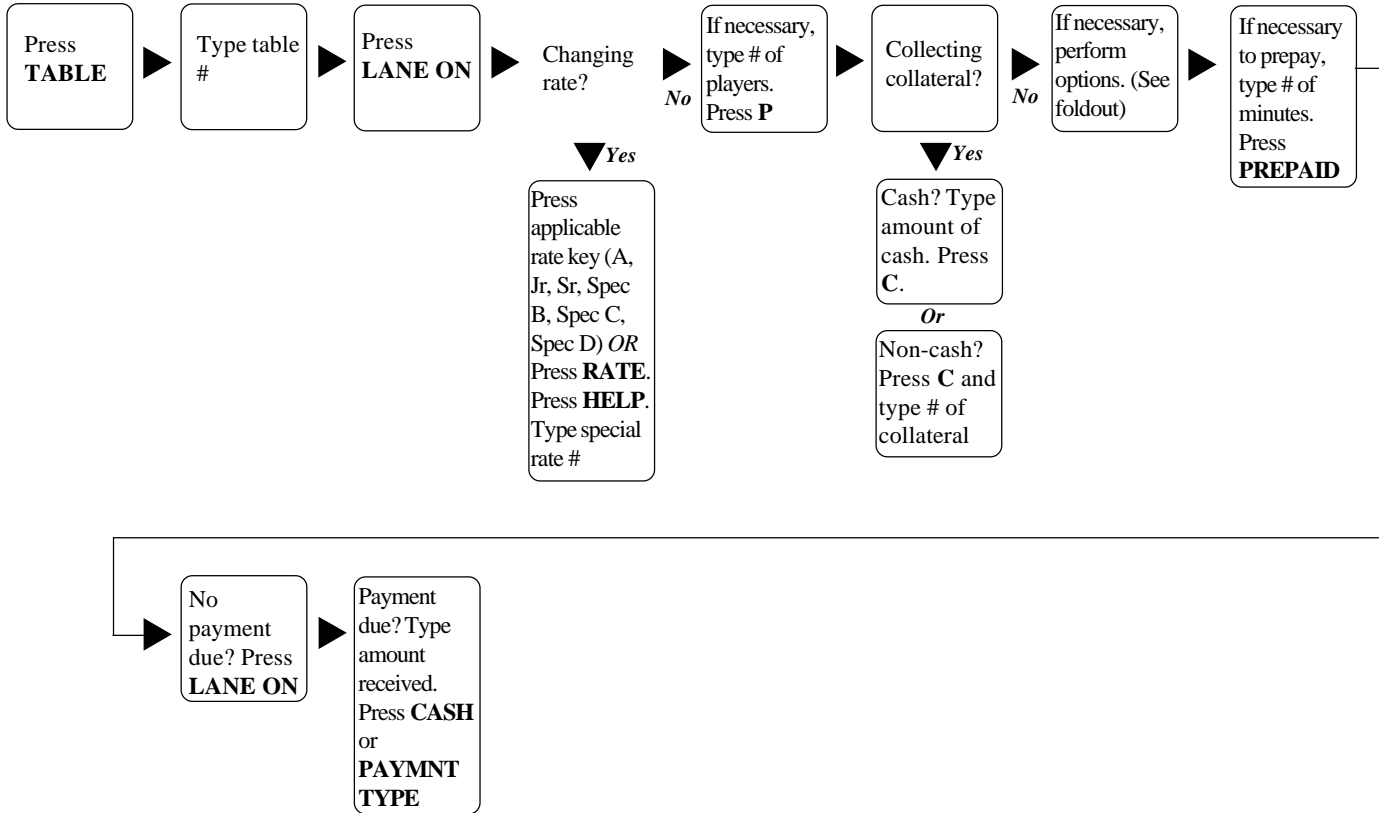 Press
TABLE
Type table
#
Press
LANE ON
Changing
rate?
No
If necessary,
type # of
players.
Press P
Collecting
collateral?
No
If necessary,
perform
options. (See
foldout)
If necessary
to prepay,
type # of
minutes.
Press
PREPAID
Yes
Press
applicable
rate key (A,
Jr, Sr, Spec
B, Spec C,
Spec D) OR
Press RATE.
Press HELP.
Type special
rate #
Yes
Cash? Type
amount of
cash. Press
C.
Or
Non-cash?
Press C and
type # of
collateral
No
payment
due? Press
LANE ON
Payment
due? Type
amount
received.
Press CASH
or
PAYMNT
TYPE